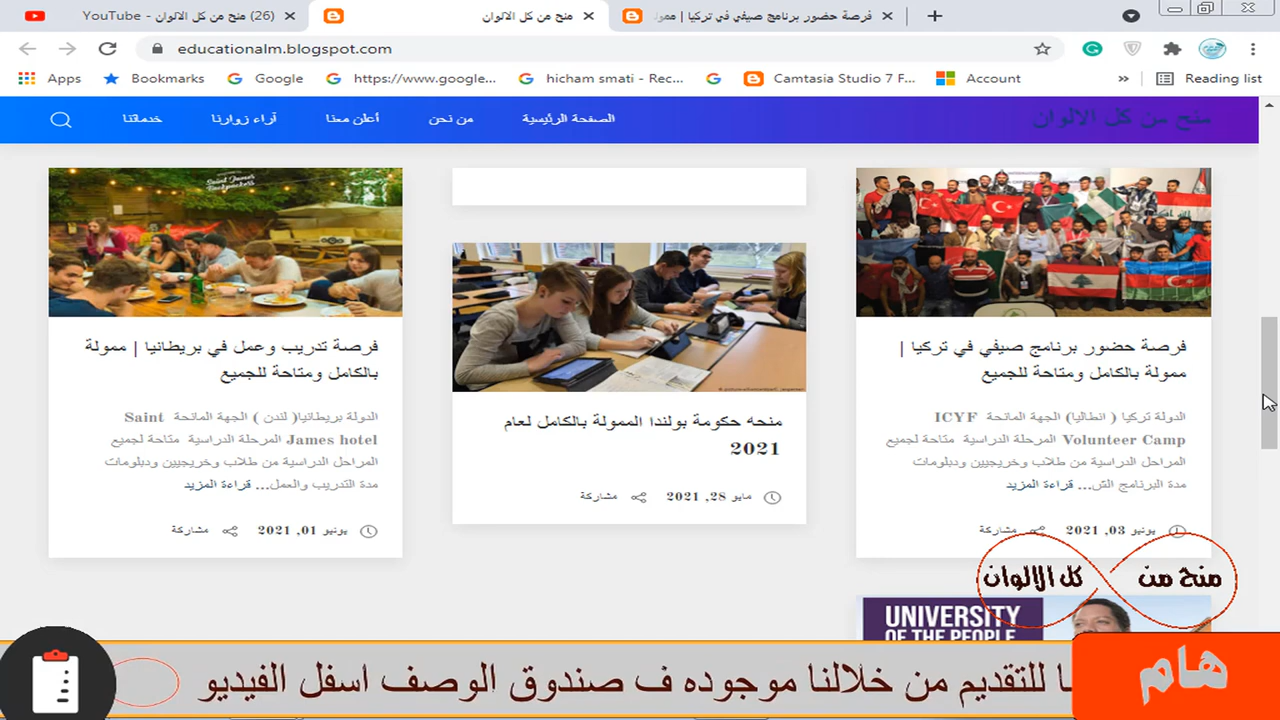 (26) منح من كل الالوان - YouTube
منح من كل الالوان
فرصة حضور برنامج صيفي في تركيا | ممو
educationalm.blogspot.com
Apps
Bookmarks
Google
https://www.google...
hicham smati - Rec...
Camtasia Studio 7 F...
Account
»
Reading list
منح من كل الالوان
الصفحة الرئيسية
من نحن
أعلن معنا
آراء زوارنا
خدماتنا
فرصة حضور برنامج صيفي في تركيا |
ممولة بالكامل ومتاحة للجميع
الدولة تركيا ( انطاليا) الجهة المانحة ICYF
Volunteer Camp المرحلة الدراسية متاحة لجميع
المراحل الدراسية من طلاب وخريجيين ودبلومات
مدة البرنامج الش... قراءة المزيد
يونيو 03, 2021
مشاركة
منحه حكومة بولندا الممولة بالكامل لعام
2021
مايو 28, 2021
مشاركة
Saint James
Backpackers
فرصة تدريب وعمل في بريطانيا | ممولة
بالكامل ومتاحة للجميع
الدولة بريطانيا( لندن ) الجهة المانحة Saint
James hotel المرحلة الدراسية متاحة لجميع
المراحل الدراسية من طلاب وخريجيين ودبلومات
مدة التدريب والعمل... قراءة المزيد
يونيو 01, 2021
مشاركة
منح من كل الالوان
UNIVERSITY
OF THE PEOPLE
هام
ا للتقديم من خلالنا موجوده ف صندوق الوصف اسفل الفيديو